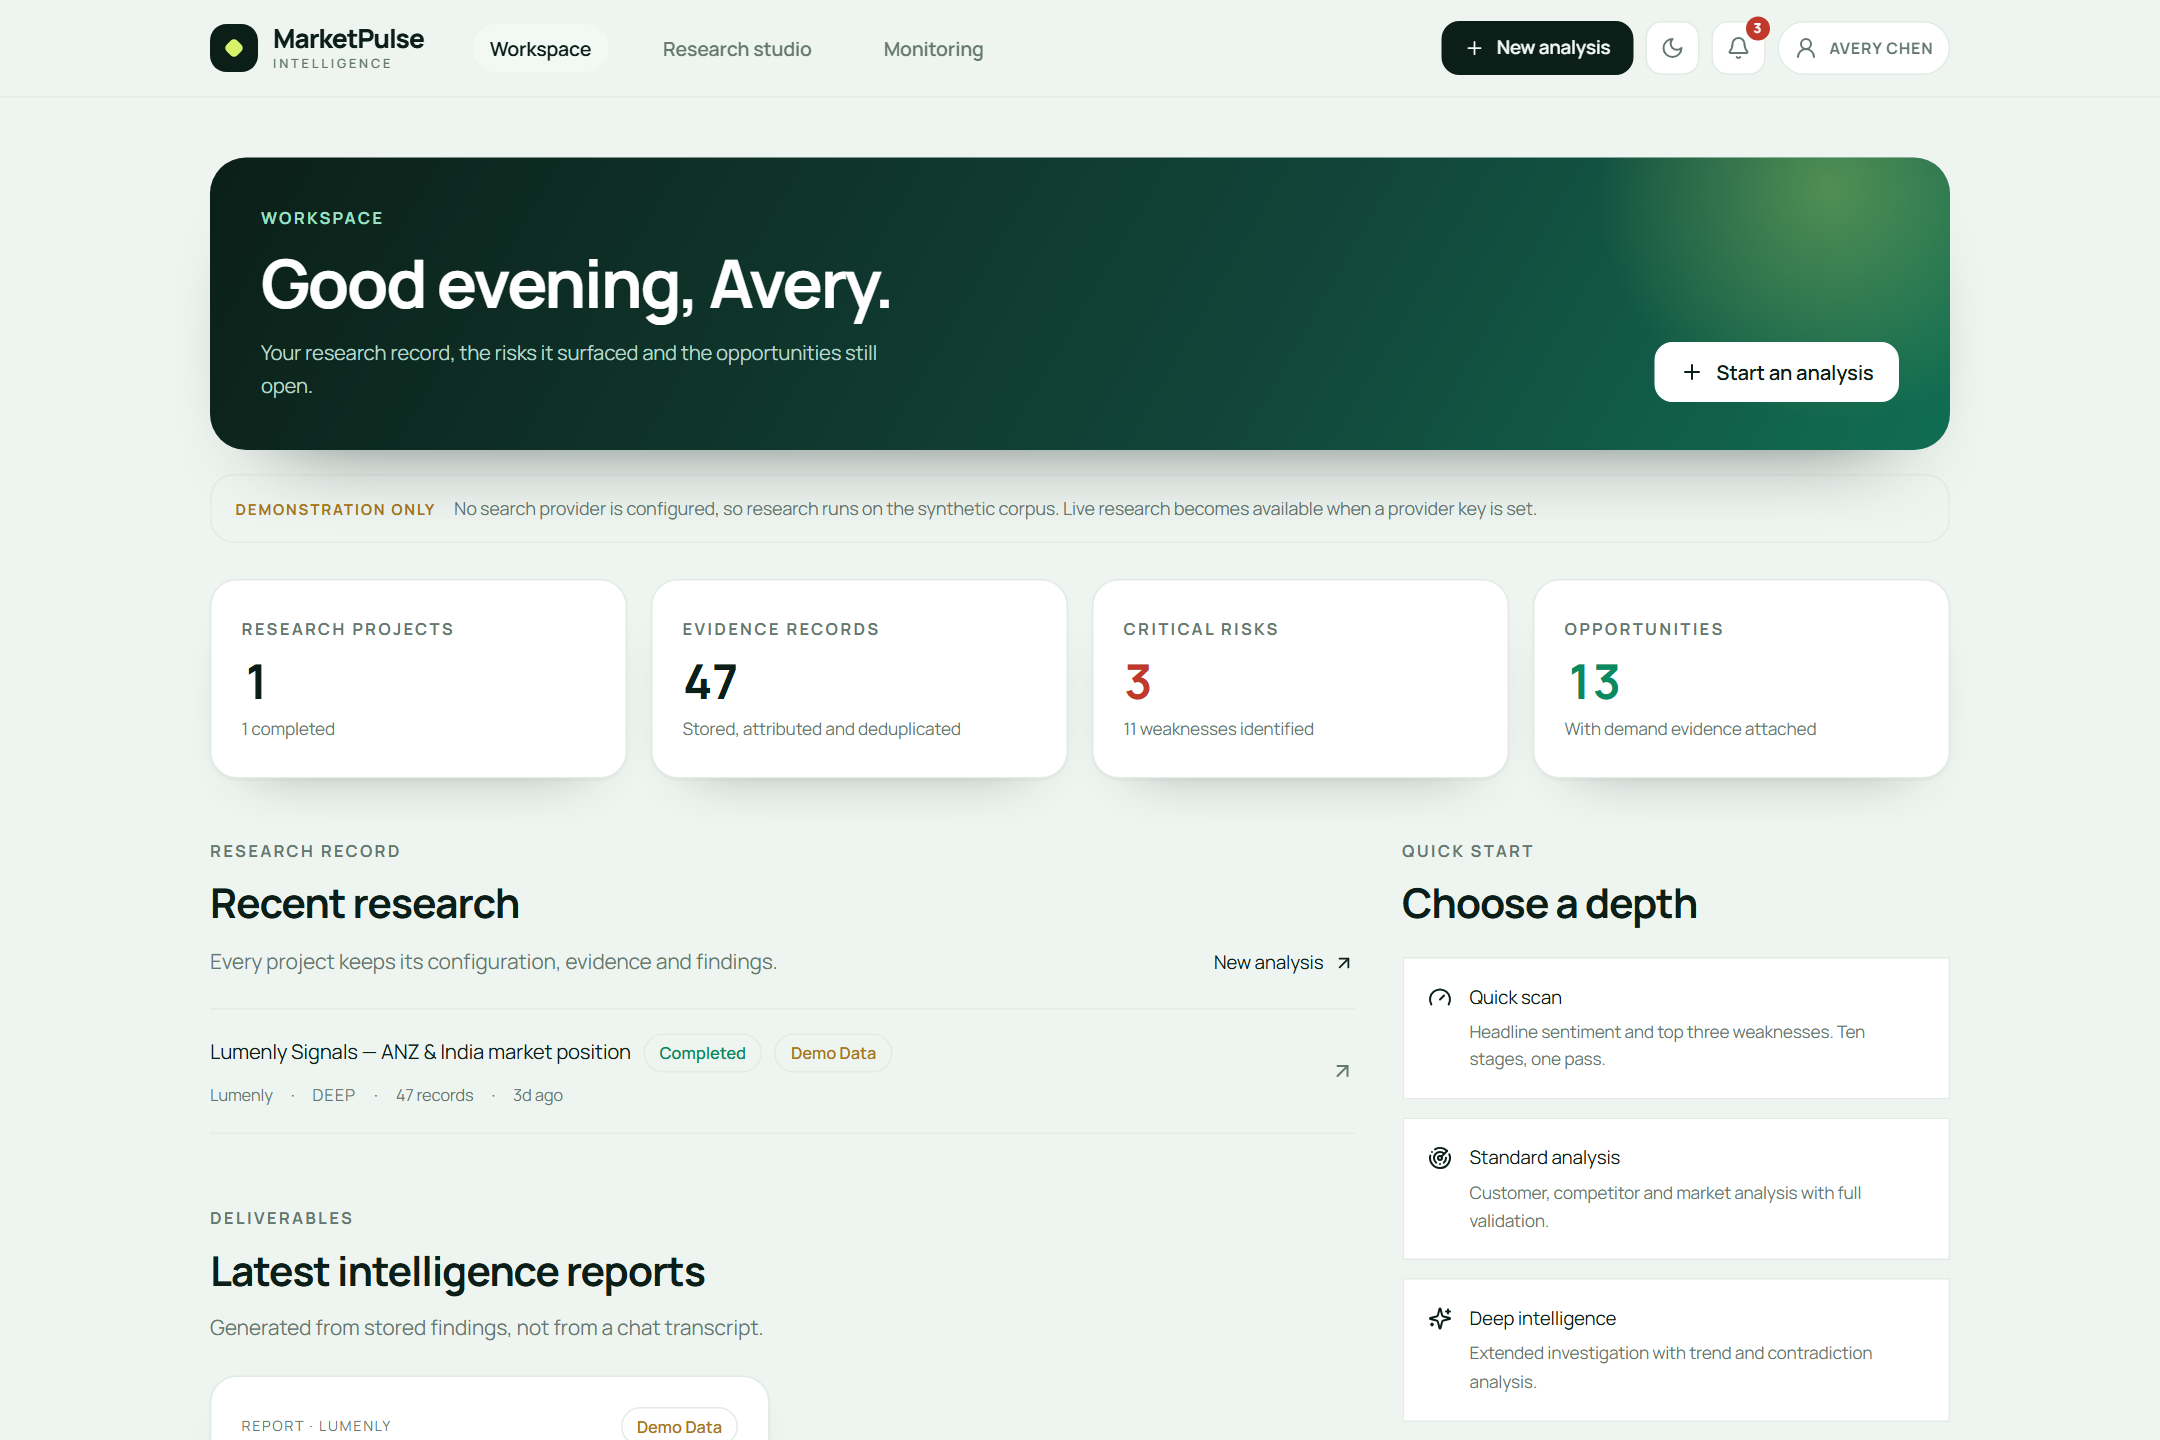 MarketPulse
INTELLIGENCE
Workspace
Research studio
Monitoring
New analysis
3
AVERY CHEN
WORKSPACE
Good evening, Avery.
Your research record, the risks it surfaced and the opportunities still
open.
Start an analysis
DEMONSTRATION ONLY No search provider is configured, so research runs on the synthetic corpus. Live research becomes available when a provider key is set.
RESEARCH PROJECTS
1
1 completed
EVIDENCE RECORDS
47
Stored, attributed and deduplicated
CRITICAL RISKS
3
11 weaknesses identified
OPPORTUNITIES
13
With demand evidence attached
RESEARCH RECORD
Recent research
Every project keeps its configuration, evidence and findings.
New analysis
Lumenly Signals — ANZ & India market position
Completed
Demo Data
Lumenly · DEEP · 47 records · 3d ago
DELIVERABLES
Latest intelligence reports
Generated from stored findings, not from a chat transcript.
REPORT · LUMENLY
Demo Data
QUICK START
Choose a depth
Quick scan
Headline sentiment and top three weaknesses. Ten
stages, one pass.
Standard analysis
Customer, competitor and market analysis with full
validation.
Deep intelligence
Extended investigation with trend and contradiction
analysis.